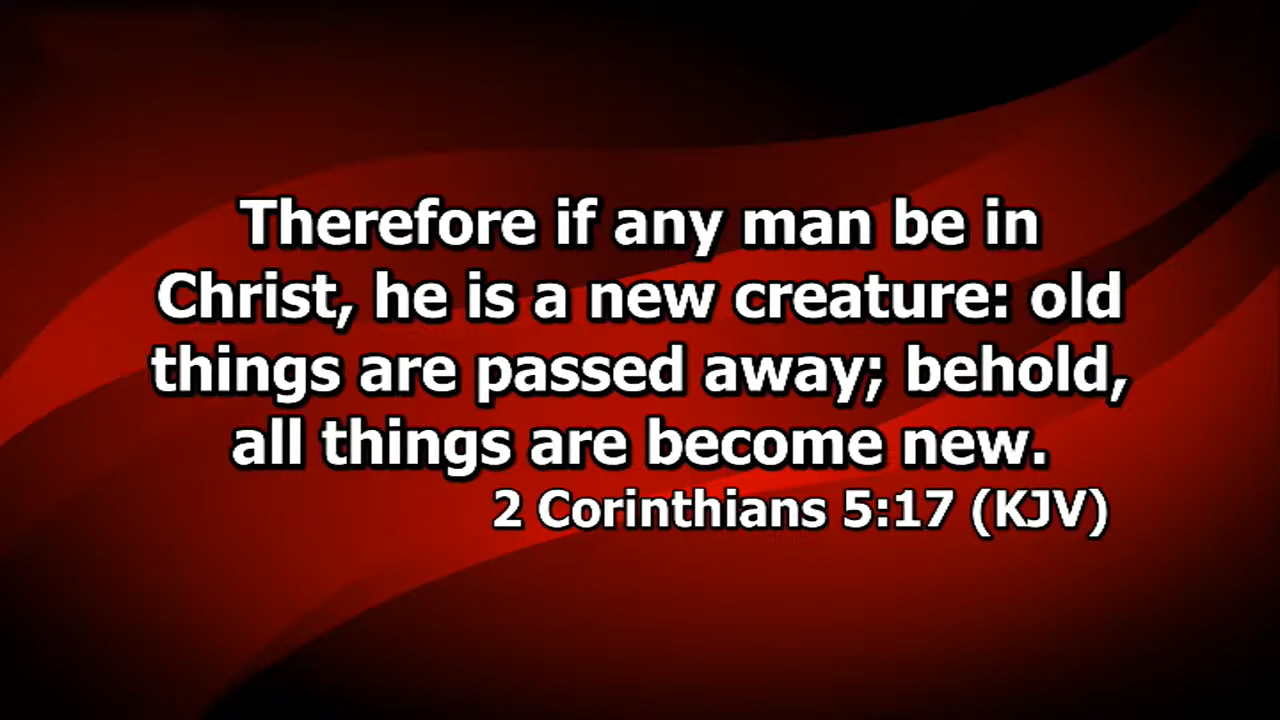 Therefore if any man be in
Christ, he is a new creature: old
things are passed away; behold,
all things are become new.
2 Corinthians 5:17 (KJV)